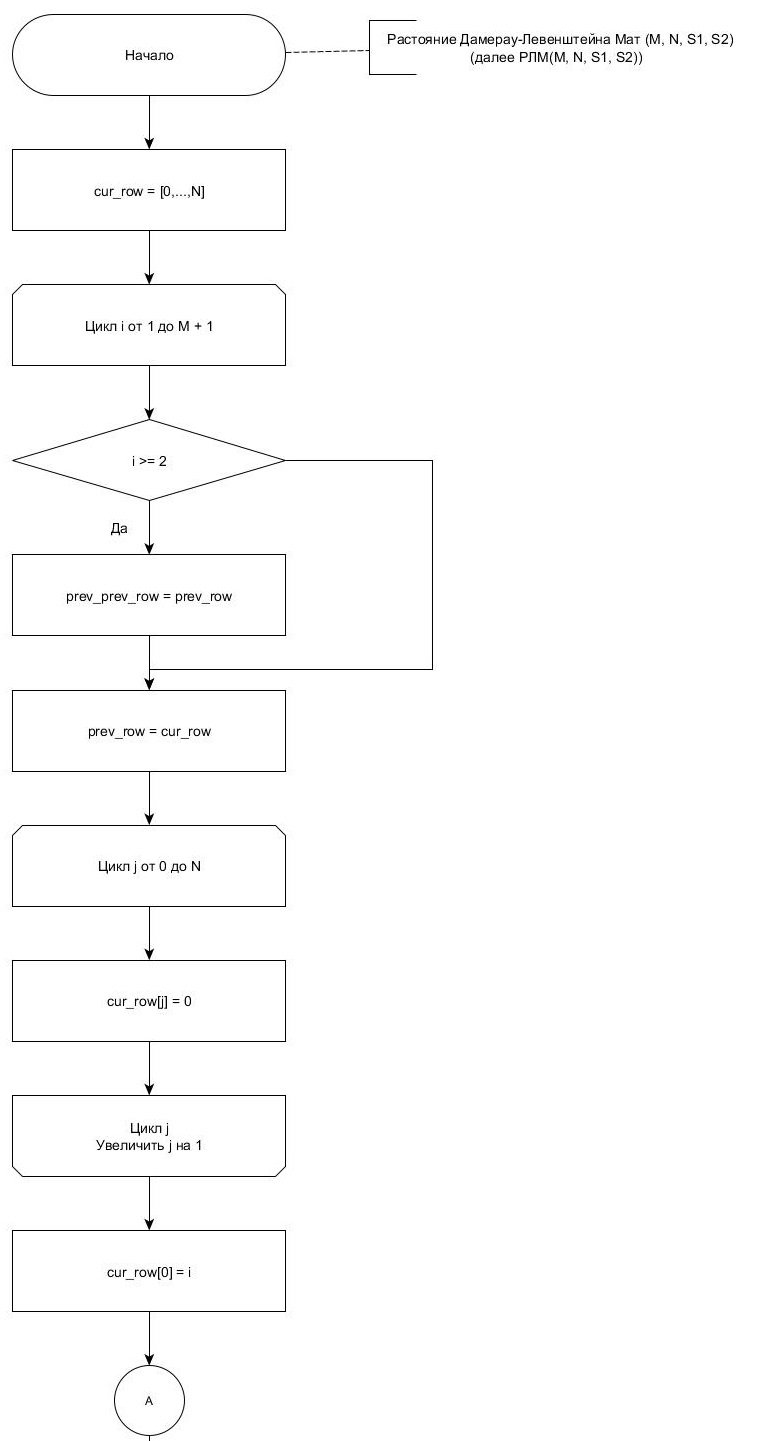 Начало
Растояние Дамерау-Левенштейна Мат (M, N, S1, S2)
(далее РЛМ(M, N, S1, S2))
cur_row = [0,...,N]
Цикл i от 1 до M + 1
i >= 2
Да
prev_prev_row = prev_row
prev_row = cur_row
Цикл j от 0 до N
cur_row[j] = 0
Цикл j
Увеличить j на 1
cur_row[0] = i
A